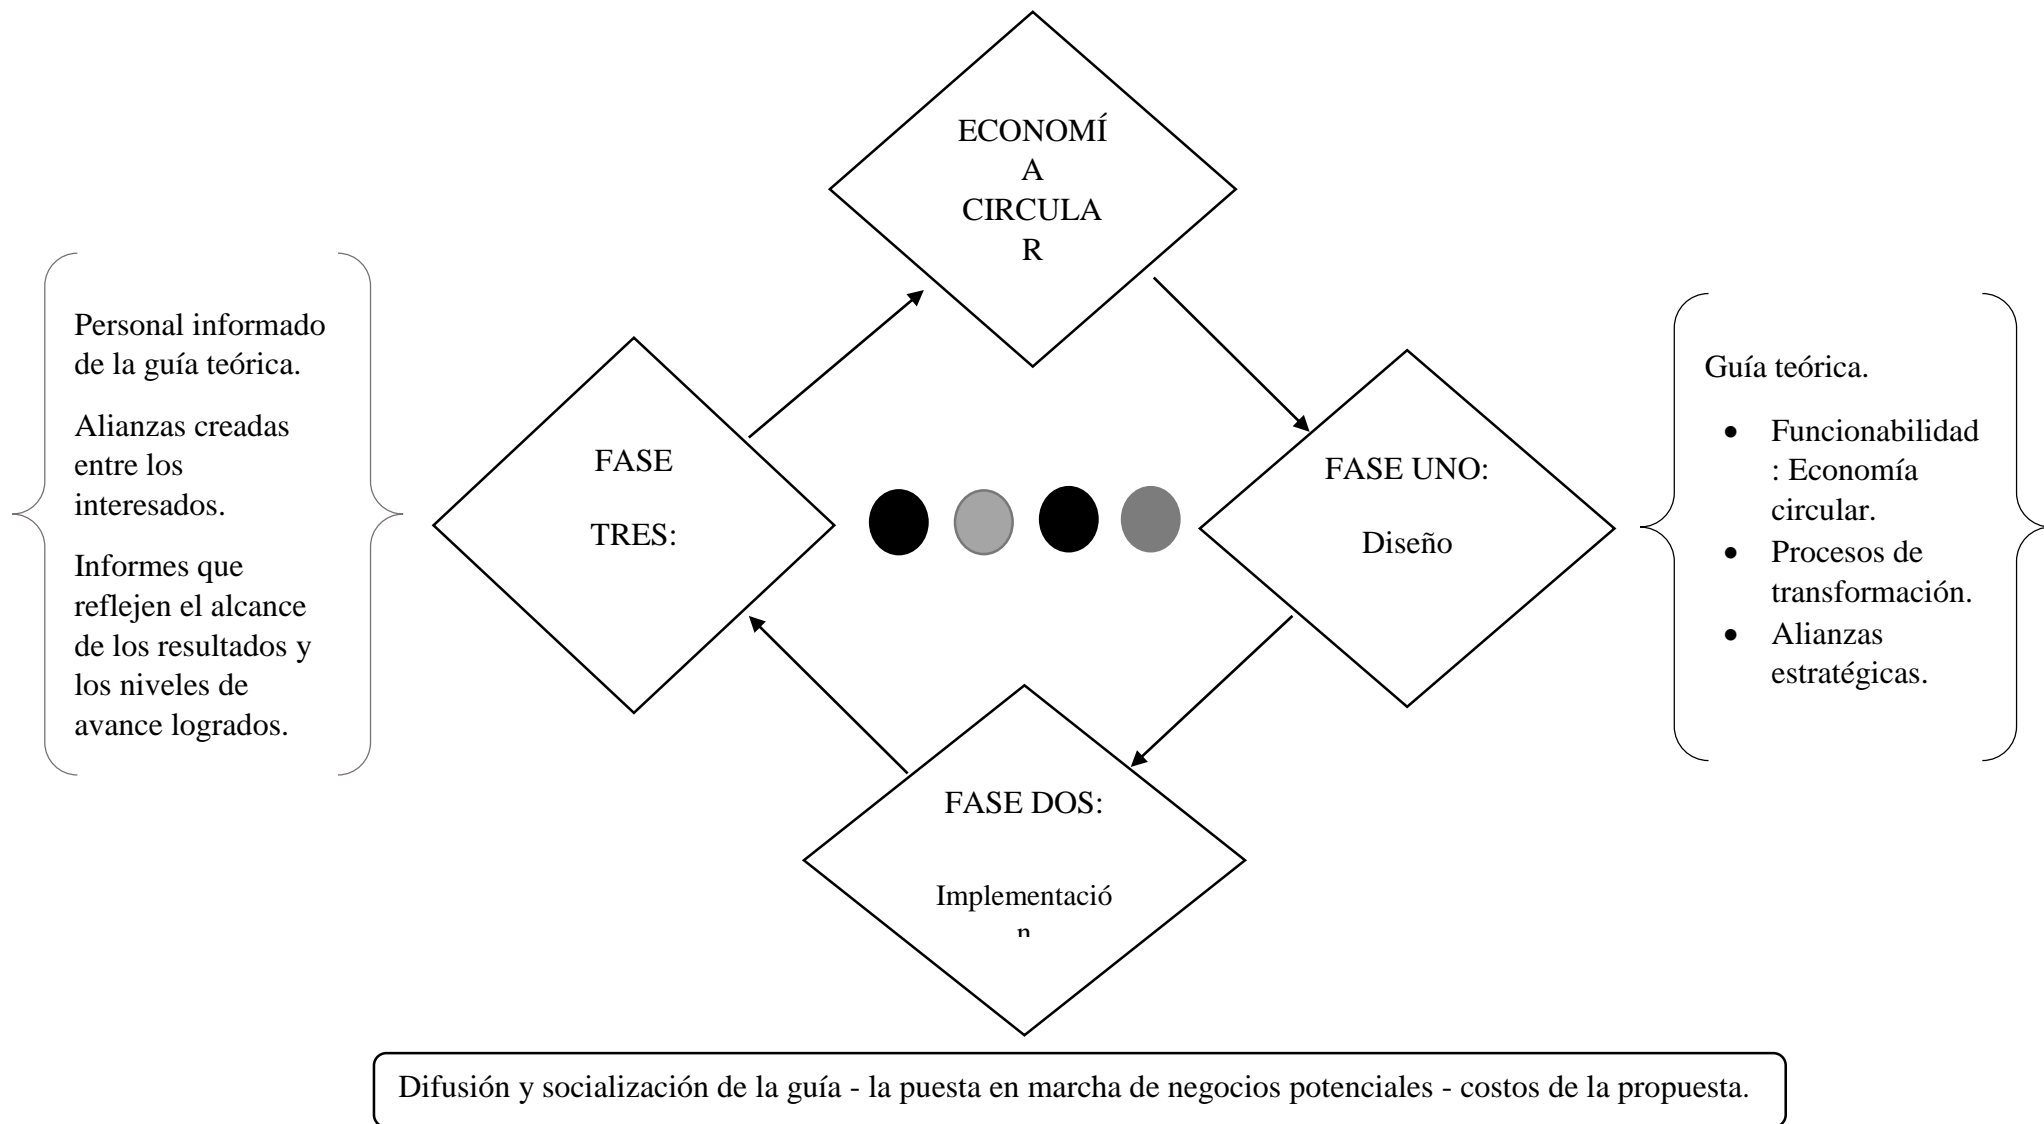 ECONOMÍ
A
CIRCULA
R
Personal informado
de la guía teórica.
Alianzas creadas
entre los
interesados.
Informes que
reflejen el alcance
de los resultados y
los niveles de
avance logrados.
FASE
TRES:
FASE UNO:
Diseño
Guía teórica.
• Funcionabilidad
: Economía
circular.
• Procesos de
transformación.
• Alianzas
estratégicas.
FASE DOS:
Implementació
n
Difusión y socialización de la guía - la puesta en marcha de negocios potenciales - costos de la propuesta.